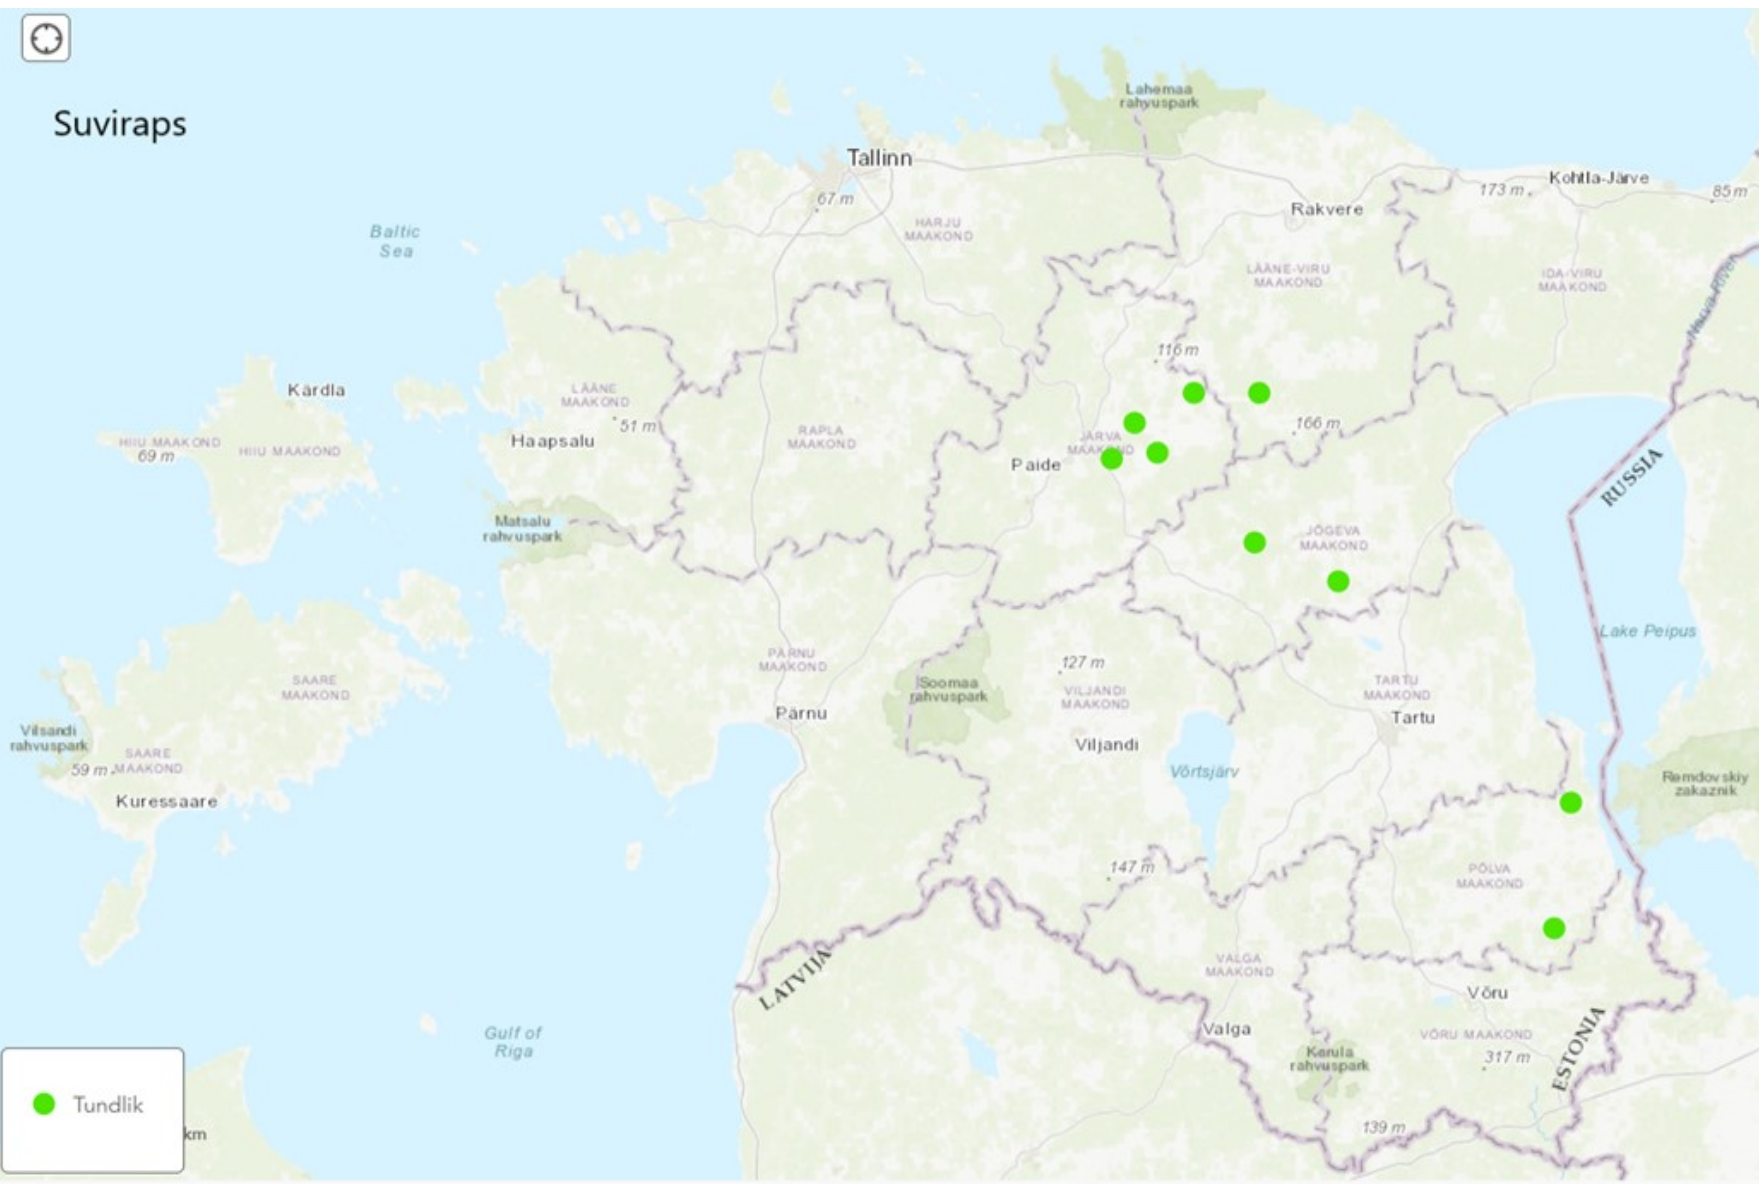 Suviraps
Lahemaa
rahvuspark
Tallinn
67 m
HARJU
MAAKOND
Kohtla-Järve
173 m
85 m
Rakvere
Baltic
Sea
LÄÄNE-VIRU
MAAKOND
IDA-VIRU
MAAKOND
Narva River
116 m
Kärdla
LÄÄNE
MAAKOND
51 m
166 m
HIIU MAAKOND
69 m
HIIU MAAKOND
Haapsalu
RAPLA
MAAKOND
JÄRVA
MAAKOND
Paide
RUSSIA
Matsalu
rahvuspark
JÕGEVA
MAAKOND
Lake Peipus
PÄRNU
MAAKOND
127 m
SAARE
MAAKOND
Soomaa
rahvuspark
VILJANDI
MAAKOND
TARTU
MAAKOND
Pärnu
Tartu
Vilsandi
rahvuspark
Viljandi
SAARE
MAAKOND
59 m
Võrtsjärv
Remdovskiy
zakaznik
Kuressaare
147 m
PÕLVA
MAAKOND
LATVIJA
VALGA
MAAKOND
Võru
Gulf of
Riga
Valga
VÕRU MAAKOND
ESTONIA
Karula
rahvuspark
317 m
Tundlik
km
139 m